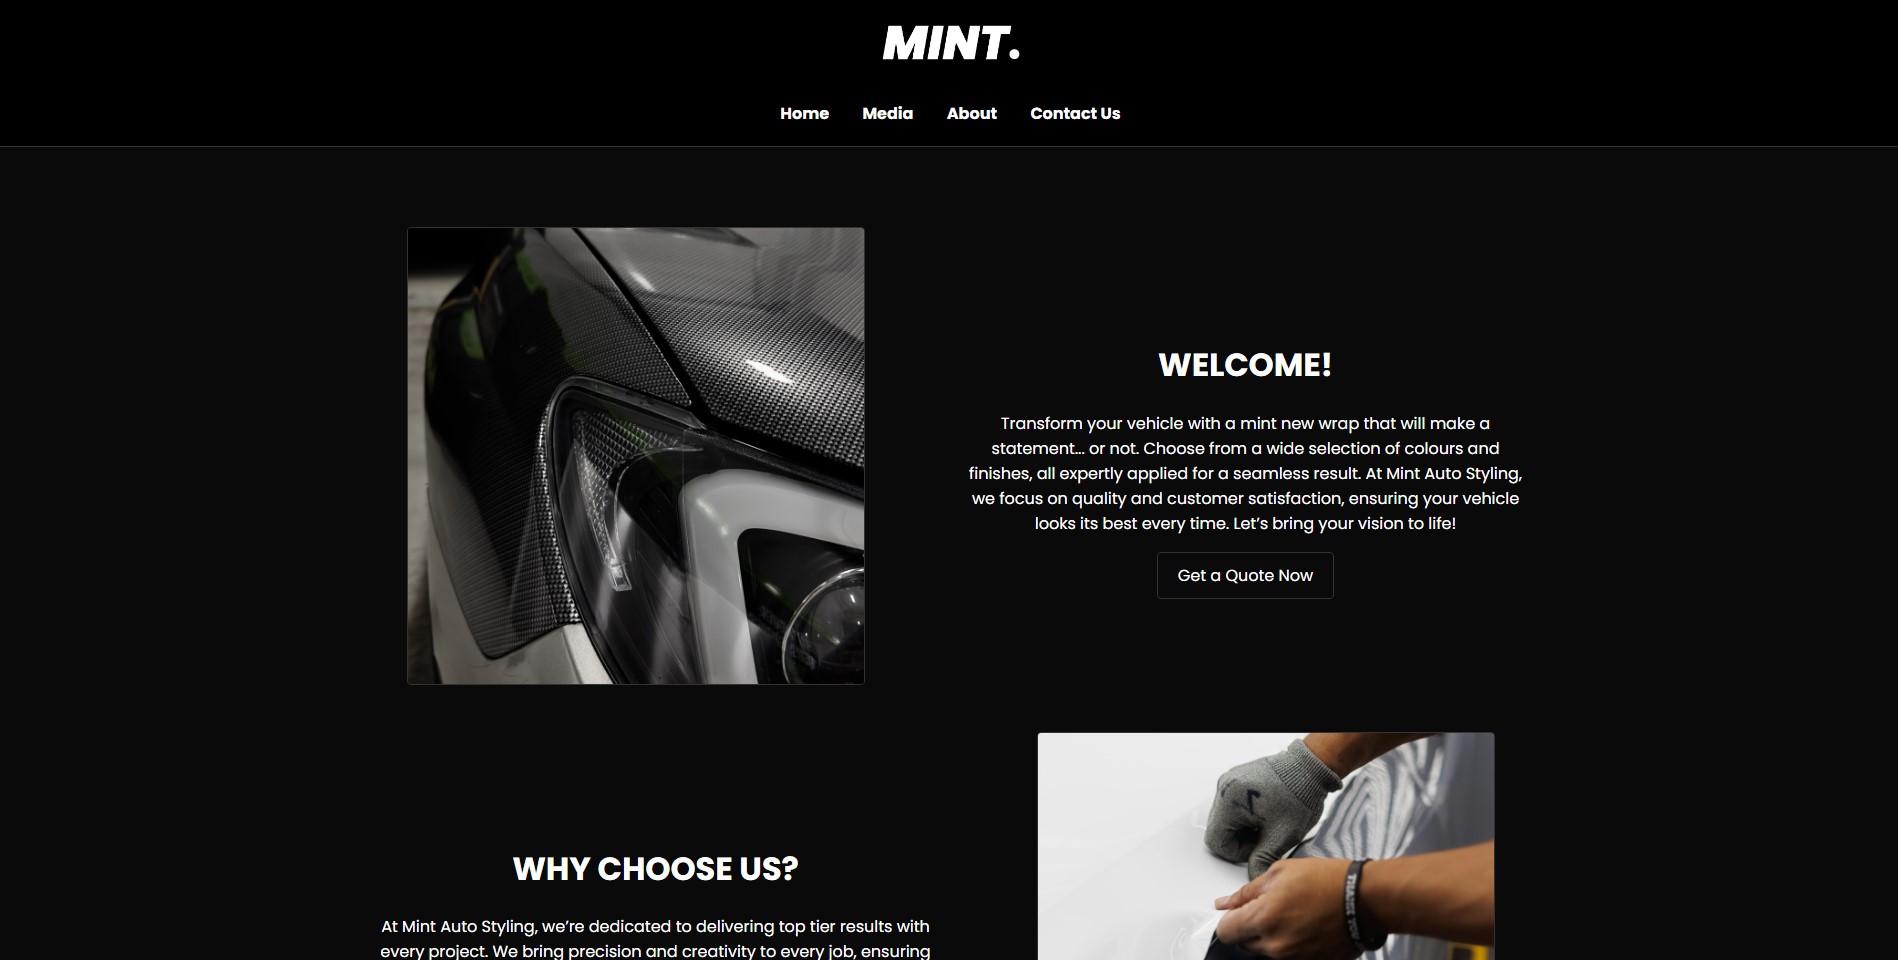 MINT.
Home Media About Contact Us
WELCOME!
Transform your vehicle with a mint new wrap that will make a
statement... or not. Choose from a wide selection of colours and
finishes, all expertly applied for a seamless result. At Mint Auto Styling,
we focus on quality and customer satisfaction, ensuring your vehicle
looks its best every time. Let’s bring your vision to life!
Get a Quote Now
WHY CHOOSE US?
At Mint Auto Styling, we’re dedicated to delivering top tier results with
every project. We bring precision and creativity to every job, ensuring